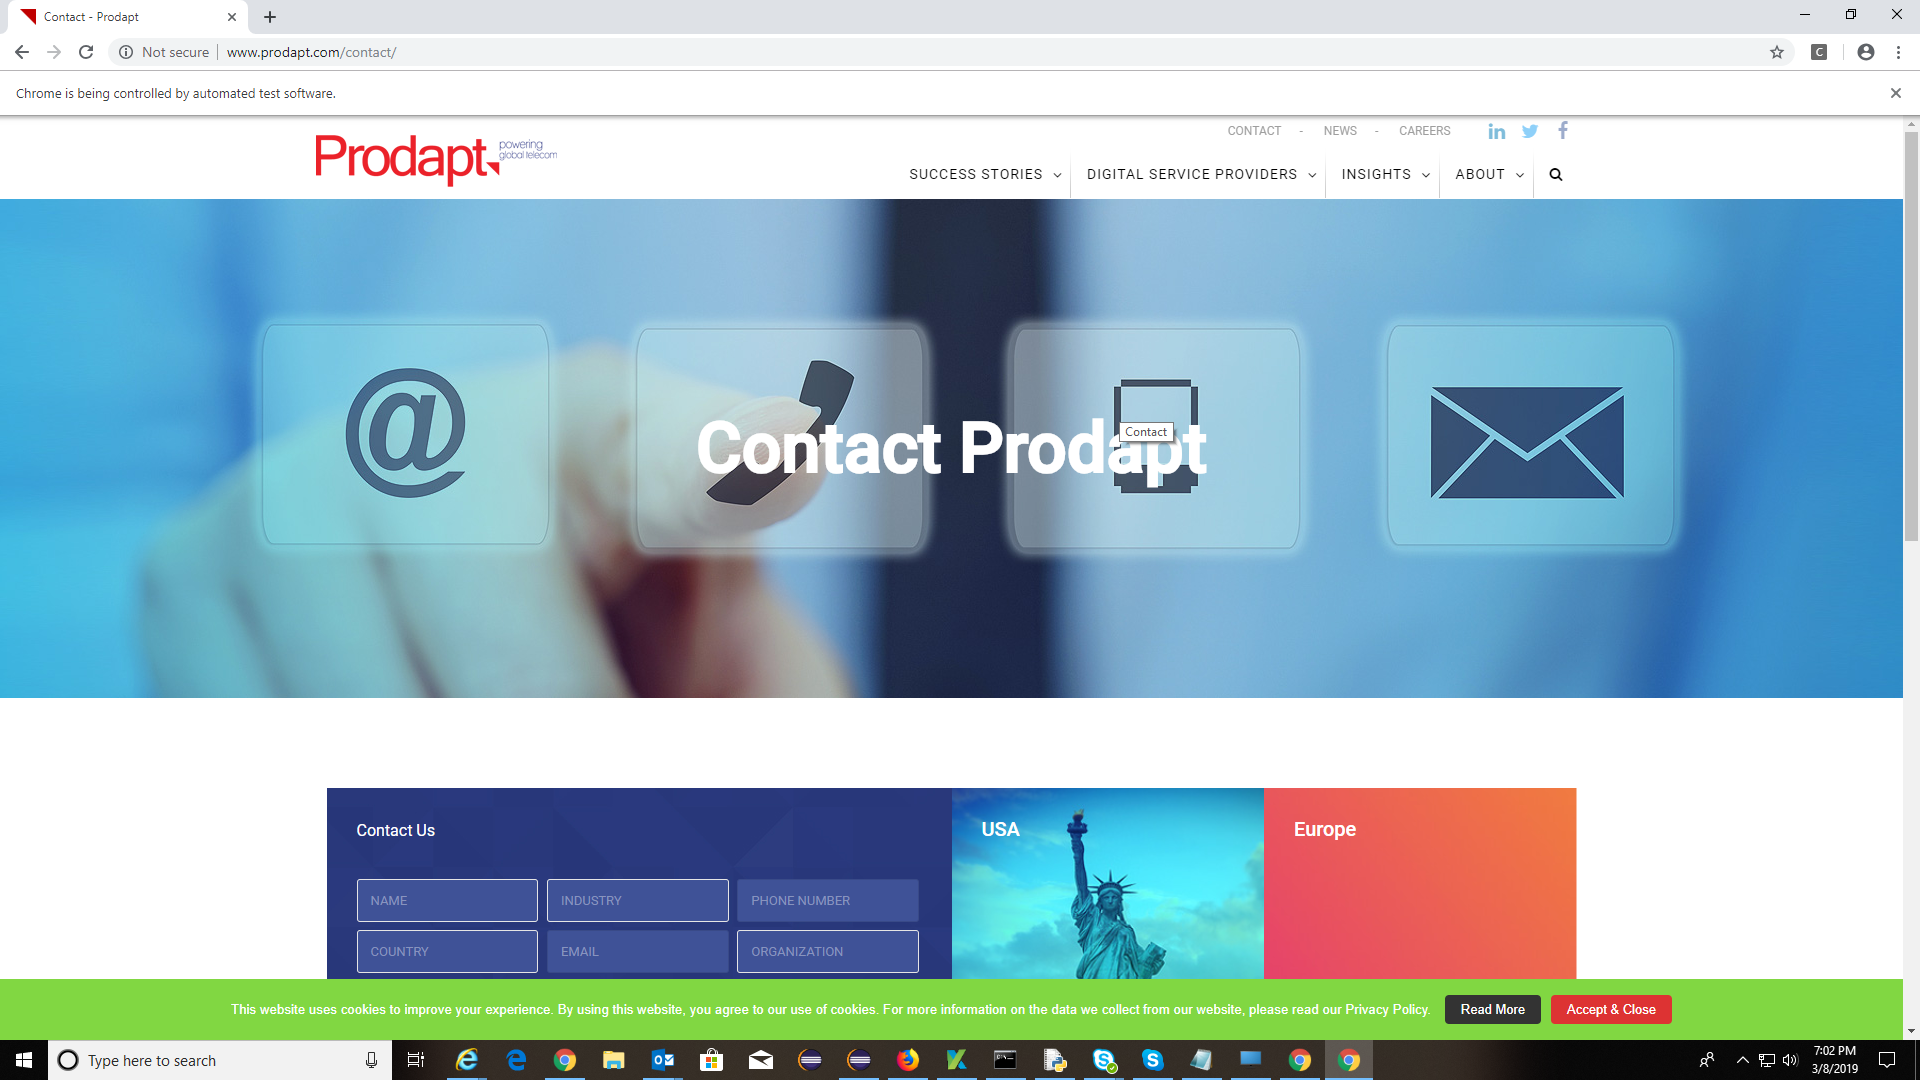 Contact - Prodapt
Not secure
www.prodapt.com/contact/
C
Chrome is being controlled by automated test software.
CONTACT - NEWS - CAREERS
Prodapt
powering
global telecom
SUCCESS STORIES
DIGITAL SERVICE PROVIDERS
INSIGHTS
ABOUT
@
Contact Prodapt
Contact
Contact Us
USA
Europe
NAME
INDUSTRY
PHONE NUMBER
COUNTRY
EMAIL
ORGANIZATION
This website uses cookies to improve your experience. By using this website, you agree to our use of cookies. For more information on the data we collect from our website, please read our Privacy Policy.
Read More
Accept & Close
Type here to search
7:02 PM
3/8/2019